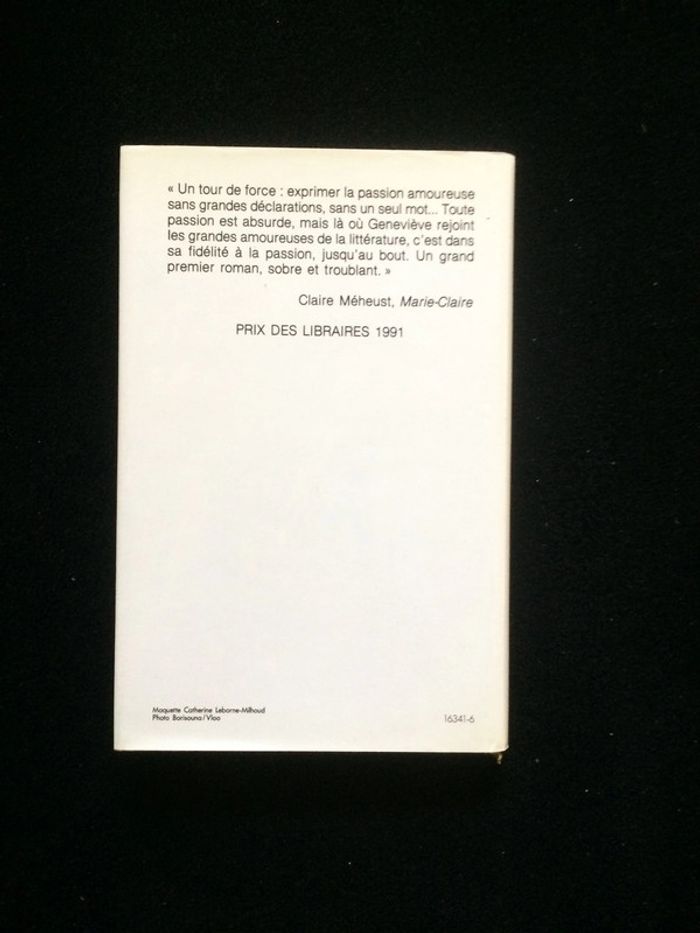 « Un tour de force : exprimer la passion amoureuse
sans grandes déclarations, sans un seul mot... Toute
passion est absurde, mais là où Geneviève rejoint
les grandes amoureuses de la littérature, c'est dans
sa fidélité à la passion, jusqu'au bout. Un grand
premier roman, sobre et troublant. »
Claire Méheust, Marie-Claire
PRIX DES LIBRAIRES 1991
Maquette Catherine Leborne-Milhoud
Photo Borisouna/Vloo
16341-6